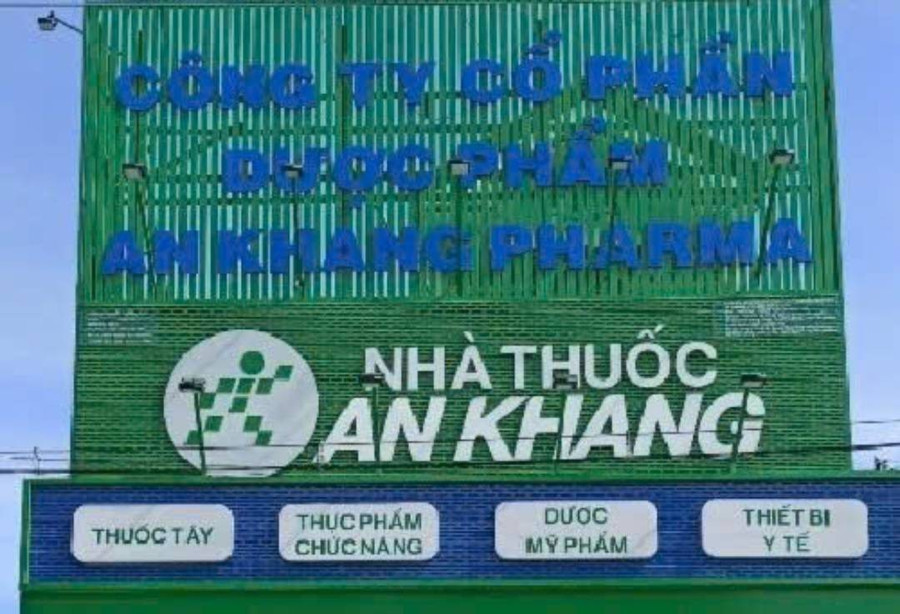 CÔNG TY CỔ PHẦN
DƯỢC PHẨM
AN KHANG PHARMA
NHÀ THUỐC
AN KHANG
THUỐC TÂY
THỰC PHẨM
CHỨC NĂNG
DƯỢC
MỸ PHẨM
THIẾT BỊ
Y TẾ